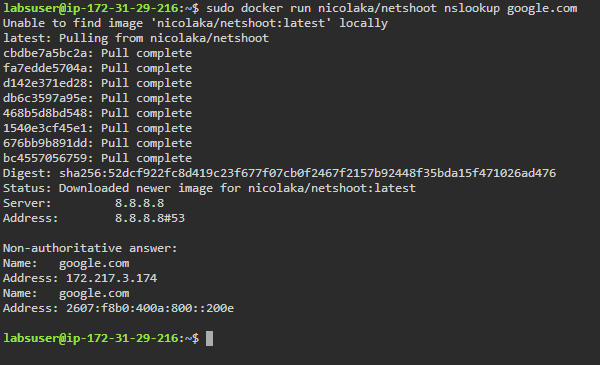 labsuser@ip-172-31-29-216:~$ sudo docker run nicolaka/netshoot nslookup google.com
Unable to find image 'nicolaka/netshoot:latest' locally
latest: Pulling from nicolaka/netshoot
cbdbe7a5bc2a: Pull complete
fa7edde5704a: Pull complete
d142e371ed28: Pull complete
db6c3597a95e: Pull complete
468b5d8bd548: Pull complete
1540e3cf45e1: Pull complete
676bb9b891dd: Pull complete
bc4557056759: Pull complete
Digest: sha256:52dcf922fc8d419c23f677f07cb0f2467f2157b92448f35bda15f471026ad476
Status: Downloaded newer image for nicolaka/netshoot:latest
Server:         8.8.8.8
Address:        8.8.8.8#53
Non-authoritative answer:
Name:   google.com
Address: 172.217.3.174
Name:   google.com
Address: 2607:f8b0:400a:800::200e
labsuser@ip-172-31-29-216:~$